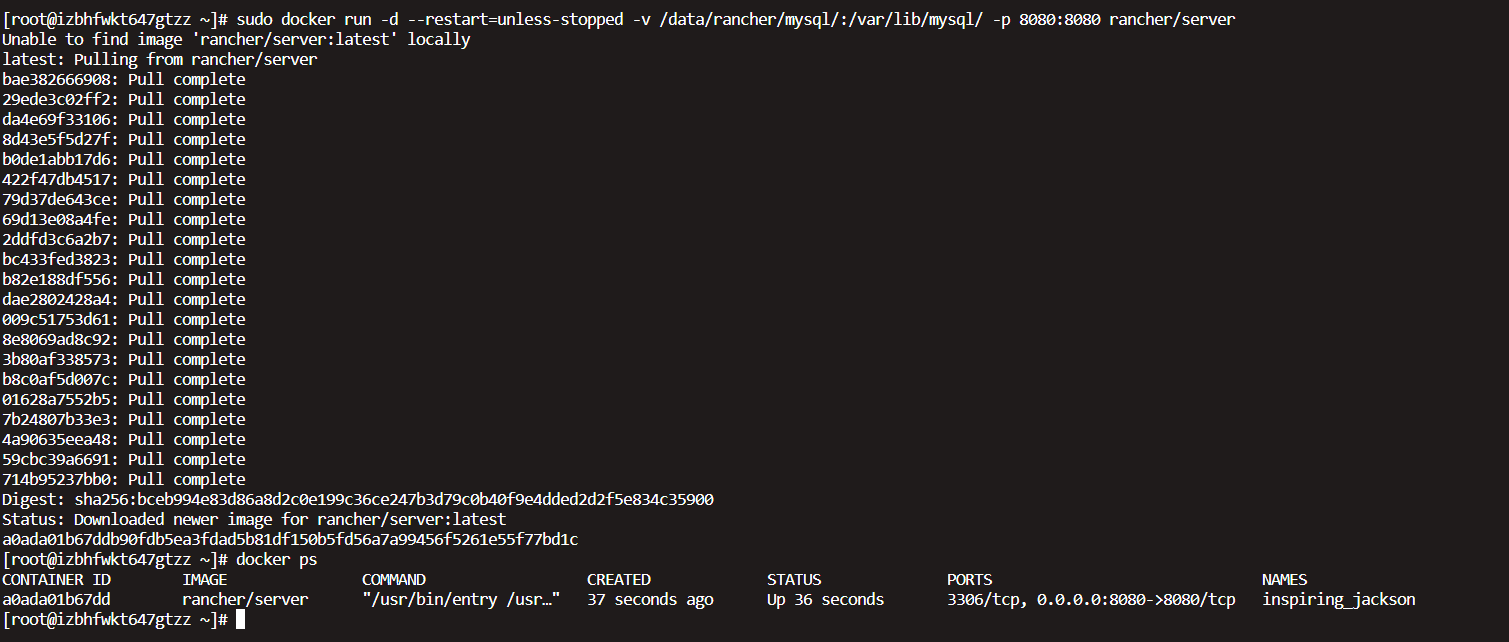 [root@izbhfwkt647gtzz ~]# sudo docker run -d --restart=unless-stopped -v /data/rancher/mysql/:/var/lib/mysql/ -p 8080:8080 rancher/server
Unable to find image 'rancher/server:latest' locally
latest: Pulling from rancher/server
bae382666908: Pull complete
29ede3c02ff2: Pull complete
da4e69f33106: Pull complete
8d43e5f5d27f: Pull complete
b0de1abb17d6: Pull complete
422f47db4517: Pull complete
79d37de643ce: Pull complete
69d13e08a4fe: Pull complete
2ddfd3c6a2b7: Pull complete
bc433fed3823: Pull complete
b82e188df556: Pull complete
dae2802428a4: Pull complete
009c51753d61: Pull complete
8e8069ad8c92: Pull complete
3b80af338573: Pull complete
b8c0af5d007c: Pull complete
01628a7552b5: Pull complete
7b24807b33e3: Pull complete
4a90635eea48: Pull complete
59cbc39a6691: Pull complete
714b95237bb0: Pull complete
Digest: sha256:bceb994e83d86a8d2c0e199c36ce247b3d79c0b40f9e4dded2d2f5e834c35900
Status: Downloaded newer image for rancher/server:latest
a0ada01b67ddb90fdb5ea3fdad5b81df150b5fd56a7a99456f5261e55f77bd1c
[root@izbhfwkt647gtzz ~]# docker ps
CONTAINER ID        IMAGE               COMMAND                  CREATED             STATUS              PORTS                              NAMES
a0ada01b67dd        rancher/server      "/usr/bin/entry /usr…"   37 seconds ago      Up 36 seconds       3306/tcp, 0.0.0.0:8080->8080/tcp   inspiring_jackson
[root@izbhfwkt647gtzz ~]#